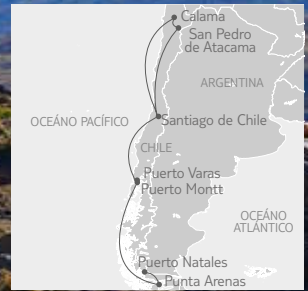 Calama
San Pedro
de Atacama
ARGENTINA
OCEÁNO PACÍFICO
Santiago de Chile
CHILE
Puerto Varas
Puerto Montt
OCEÁNO
ATLÁNTICO
Puerto Natales
Punta Arenas